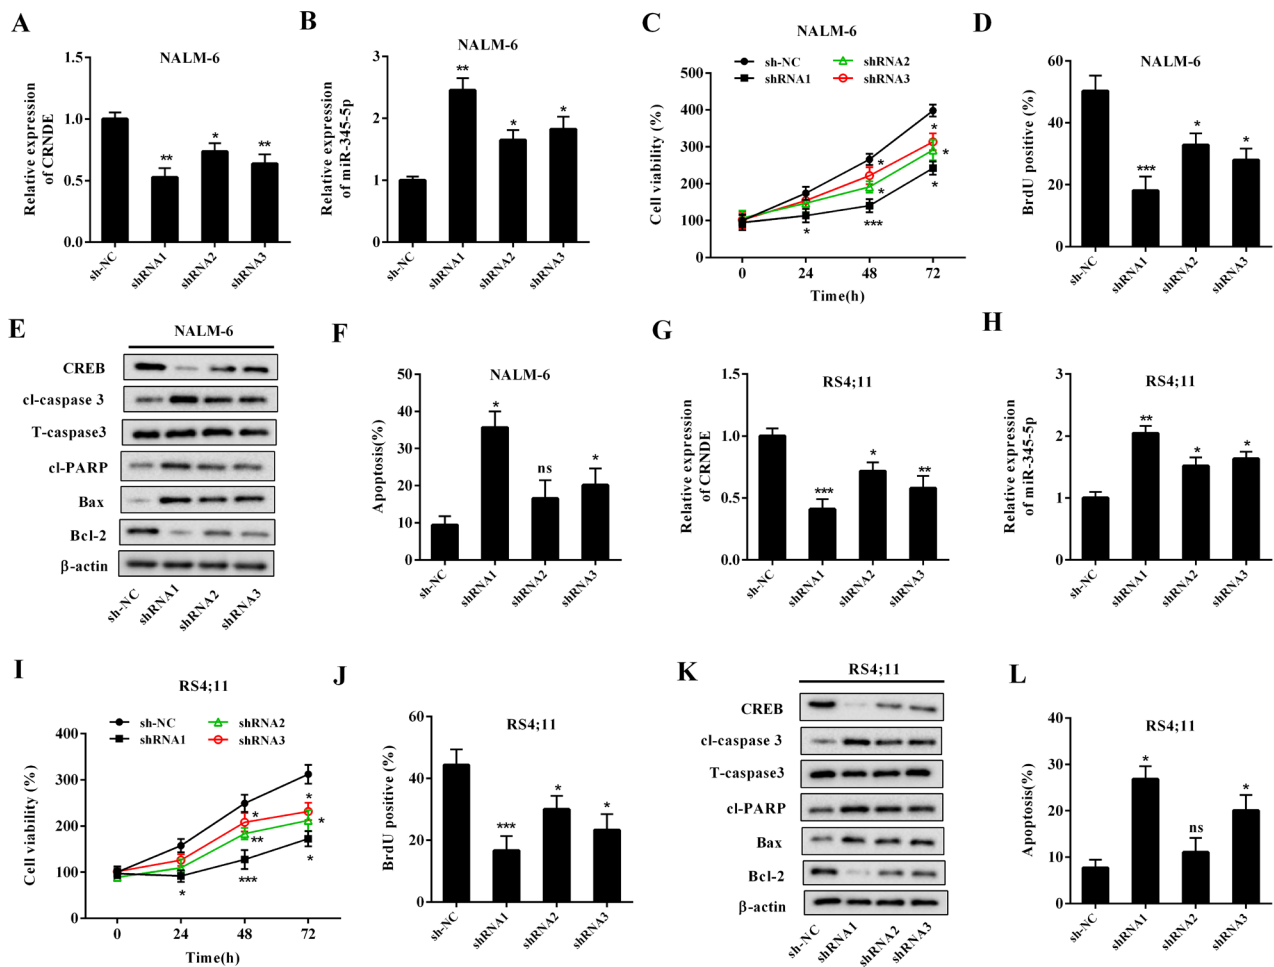 A
NALM-6
Relative expression
of CRNDE
1.5
1.0
0.5
0.0
** * **
sh-NC shRNA1 shRNA2 shRNA3
B
NALM-6
Relative expression
of miR-345-5p
3
2
1
0
** * *
sh-NC shRNA1 shRNA2 shRNA3
C
NALM-6
sh-NC shRNA2
shRNA1 shRNA3
Cell viability (%)
500
400
300
200
100
0
*
*
*
*
*
* ***
0 24 48 72
Time(h)
D
NALM-6
BrdU positive (%)
60
40
20
0
*** * *
sh-NC shRNA1 shRNA2 shRNA3
E
NALM-6
CREB
cl-caspase 3
T-caspase3
cl-PARP
Bax
Bcl-2
β-actin
sh-NC shRNA1 shRNA2 shRNA3
F
NALM-6
Apoptosis(%)
50
40
30
20
10
0
* ns *
sh-NC shRNA1 shRNA2 shRNA3
G
RS4;11
Relative expression
of CRNDE
1.5
1.0
0.5
0.0
*** * **
sh-NC shRNA1 shRNA2 shRNA3
H
RS4;11
Relative expression
of miR-345-5p
3
2
1
0
** * *
sh-NC shRNA1 shRNA2 shRNA3
I
RS4;11
sh-NC shRNA2
shRNA1 shRNA3
Cell viability (%)
400
300
200
100
0
*
*
*
**
*
* ***
0 24 48 72
Time(h)
J
RS4;11
BrdU positive (%)
60
40
20
0
*** * *
sh-NC shRNA1 shRNA2 shRNA3
K
RS4;11
CREB
cl-caspase 3
T-caspase3
cl-PARP
Bax
Bcl-2
β-actin
sh-NC shRNA1 shRNA2 shRNA3
L
RS4;11
Apoptosis(%)
40
30
20
10
0
* ns *
sh-NC shRNA1 shRNA2 shRNA3